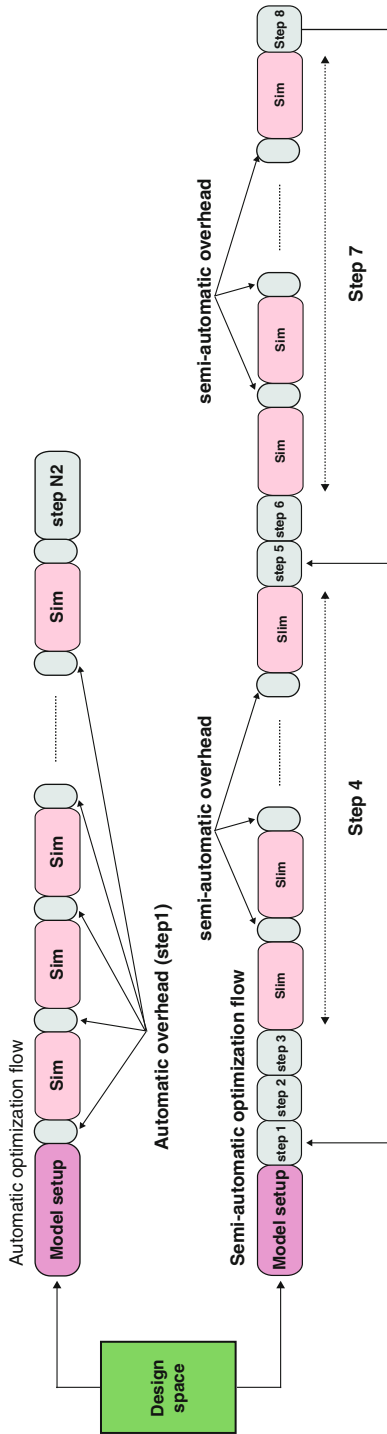 Design
space
Automatic optimization flow
Model setup
Sim
Sim
Sim
Sim
step N2
Automatic overhead (step1)
Semi-automatic optimization flow
Model setup
step 1
step 2
step 3
Slim
Slim
Slim
step 5
step 6
Sim
Sim
Sim
Step 8
semi-automatic overhead
semi-automatic overhead
Step 4
Step 7